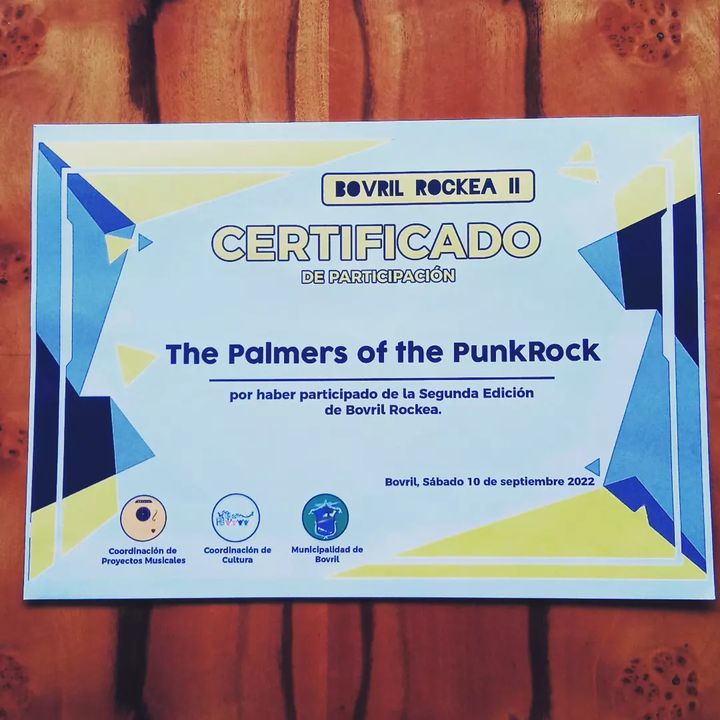 BOVRIL ROCKEA II
CERTIFICADO
DE PARTICIPACIÓN
The Palmers of the PunkRock
por haber participado de la Segunda Edición
de Bovril Rockea.
Bovril, Sábado 10 de septiembre 2022
Coordinación de
Proyectos Musicales
Coordinación de
Cultura
Municipalidad de
Bovril